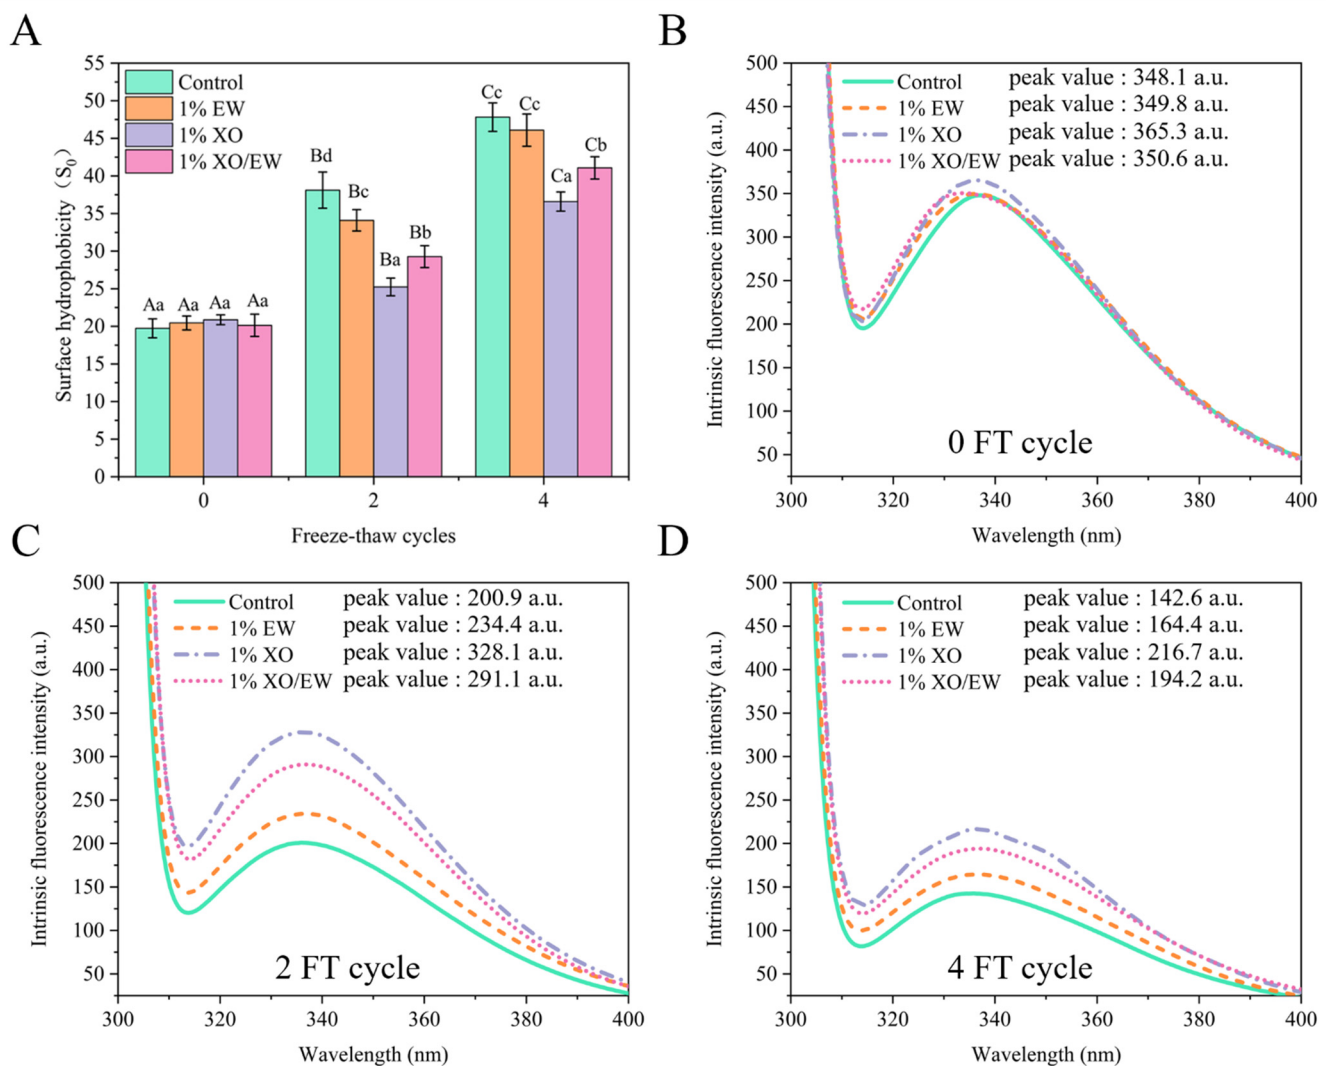 A
55
50
45
40
35
30
25
20
15
10
5
0
Surface hydrophobicity（S0）
Control
1% EW
1% XO
1% XO/EW
Aa
Aa
Aa
Aa
Bd
Bc
Ba
Bb
Cc
Cc
Ca
Cb
0
2
4
Freeze-thaw cycles
B
500
450
400
350
300
250
200
150
100
50
Intrinsic fluorescence intensity (a.u.)
Control peak value : 348.1 a.u.
1% EW peak value : 349.8 a.u.
1% XO peak value : 365.3 a.u.
1% XO/EW peak value : 350.6 a.u.
0 FT cycle
300
320
340
360
380
400
Wavelength (nm)
C
500
450
400
350
300
250
200
150
100
50
Intrinsic fluorescence intensity (a.u.)
Control peak value : 200.9 a.u.
1% EW peak value : 234.4 a.u.
1% XO peak value : 328.1 a.u.
1% XO/EW peak value : 291.1 a.u.
2 FT cycle
300
320
340
360
380
400
Wavelength (nm)
D
500
450
400
350
300
250
200
150
100
50
Intrinsic fluorescence intensity (a.u.)
Control peak value : 142.6 a.u.
1% EW peak value : 164.4 a.u.
1% XO peak value : 216.7 a.u.
1% XO/EW peak value : 194.2 a.u.
4 FT cycle
300
320
340
360
380
400
Wavelength (nm)